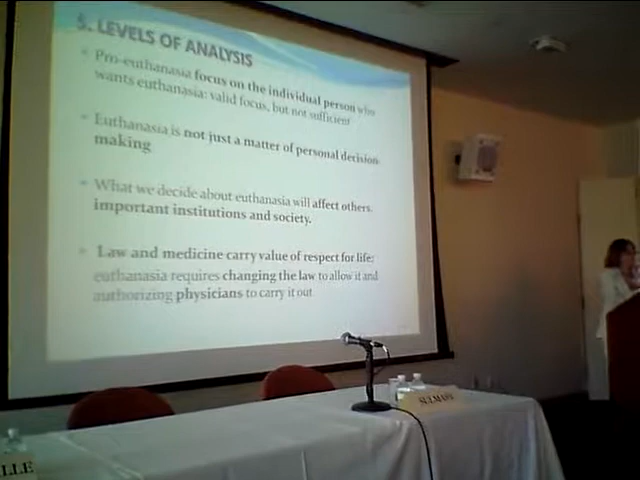 5. LEVELS OF ANALYSIS
Pro-euthanasia focus on the individual person who
wants euthanasia: valid focus, but not sufficient
Euthanasia is not just a matter of personal decision
making
What we decide about euthanasia will affect others,
important institutions and society.
Law and medicine carry value of respect for life:
euthanasia requires changing the law to allow it and
authorizing physicians to carry it out
SULMASY
LLE